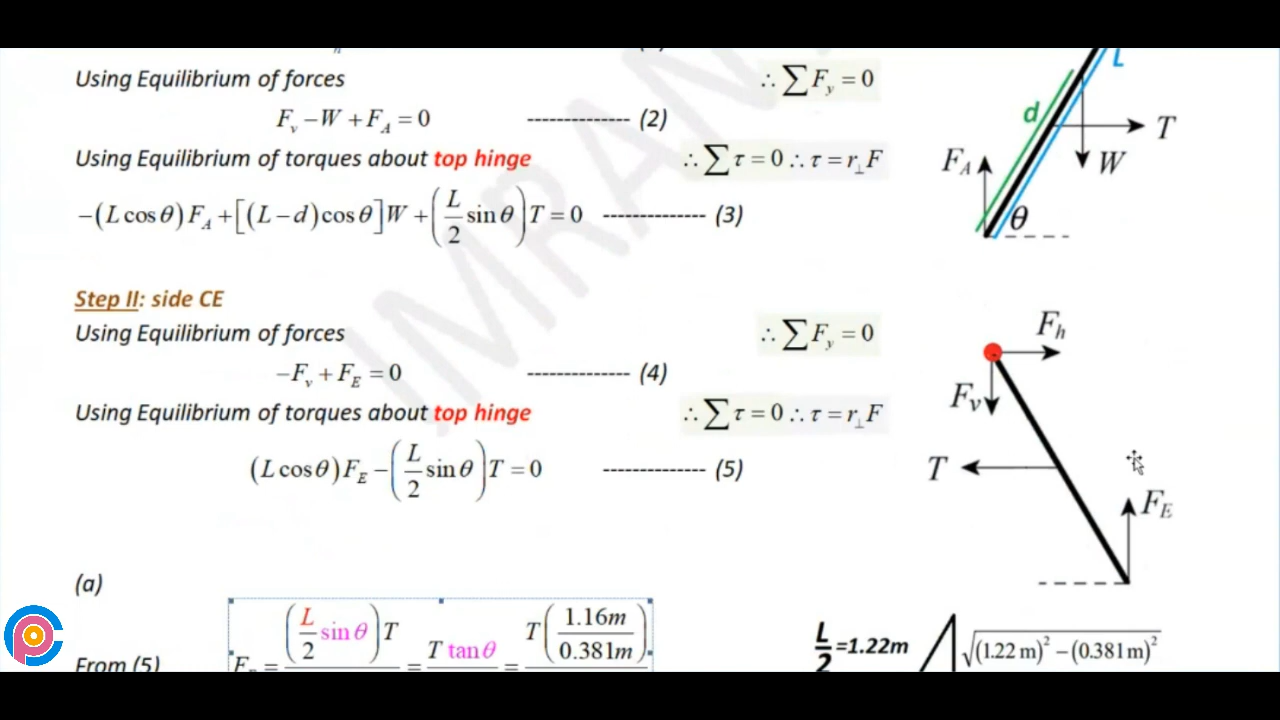 Using Equilibrium of forces ∴ ∑ F_y = 0
F_v − W + F_A = 0 -------------- (2)
Using Equilibrium of torques about top hinge ∴ ∑ τ = 0 ∴ τ = r_⊥F
−(L cos θ) F_A + [(L − d) cos θ] W + (L/2 sin θ) T = 0 -------------- (3)
L
d
T
F_A
W
θ
Step II: side CE
Using Equilibrium of forces ∴ ∑ F_y = 0
−F_v + F_E = 0 -------------- (4)
Using Equilibrium of torques about top hinge ∴ ∑ τ = 0 ∴ τ = r_⊥F
(L cos θ) F_E − (L/2 sin θ) T = 0 -------------- (5)
F_h
F_v
T
F_E
IMRAN
(a)
From (5) = (L/2 sin θ) T = T tan θ = T (1.16m/0.381m)
L/2 =1.22m
√(1.22 m)² − (0.381m)²